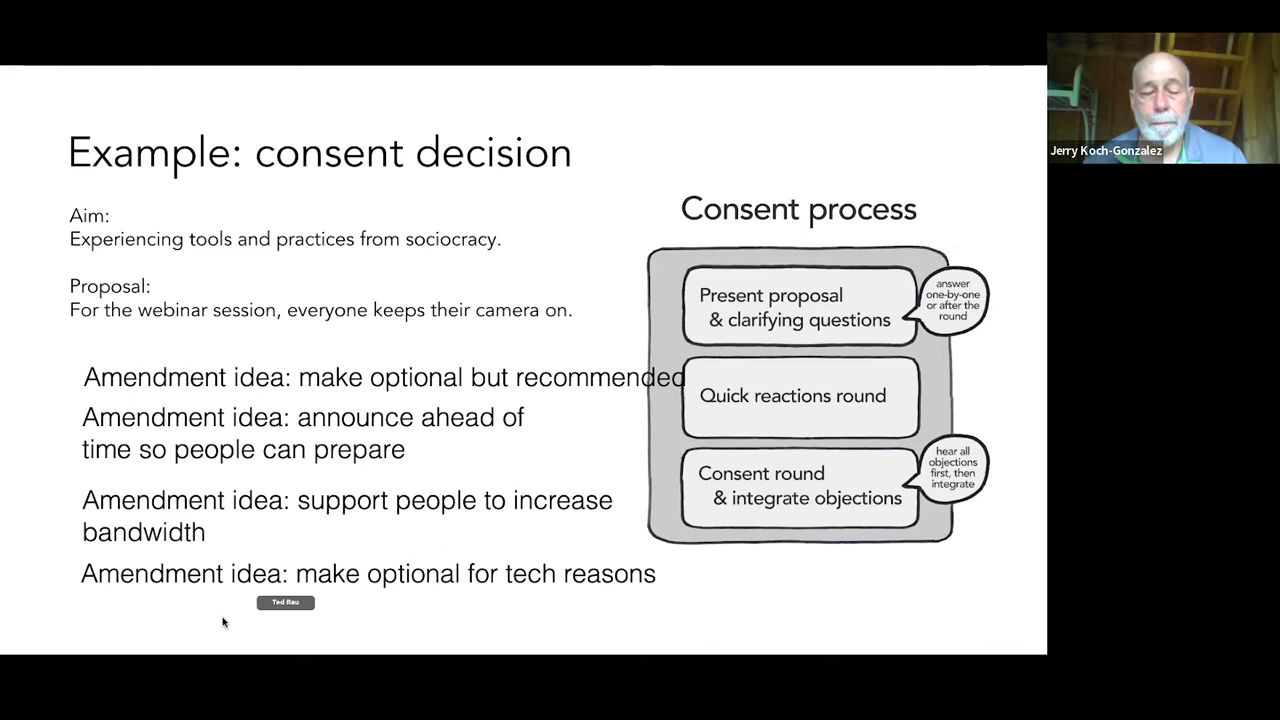 Example: consent decision
Aim:
Experiencing tools and practices from sociocracy.
Proposal:
For the webinar session, everyone keeps their camera on.
Amendment idea: make optional but recommended
Amendment idea: announce ahead of
time so people can prepare
Amendment idea: support people to increase
bandwidth
Amendment idea: make optional for tech reasons
Ted Rau
Consent process
Present proposal
& clarifying questions
answer
one-by-one
or after the
round
Quick reactions round
Consent round
& integrate objections
hear all
objections
first, then
integrate
Jerry Koch-Gonzalez